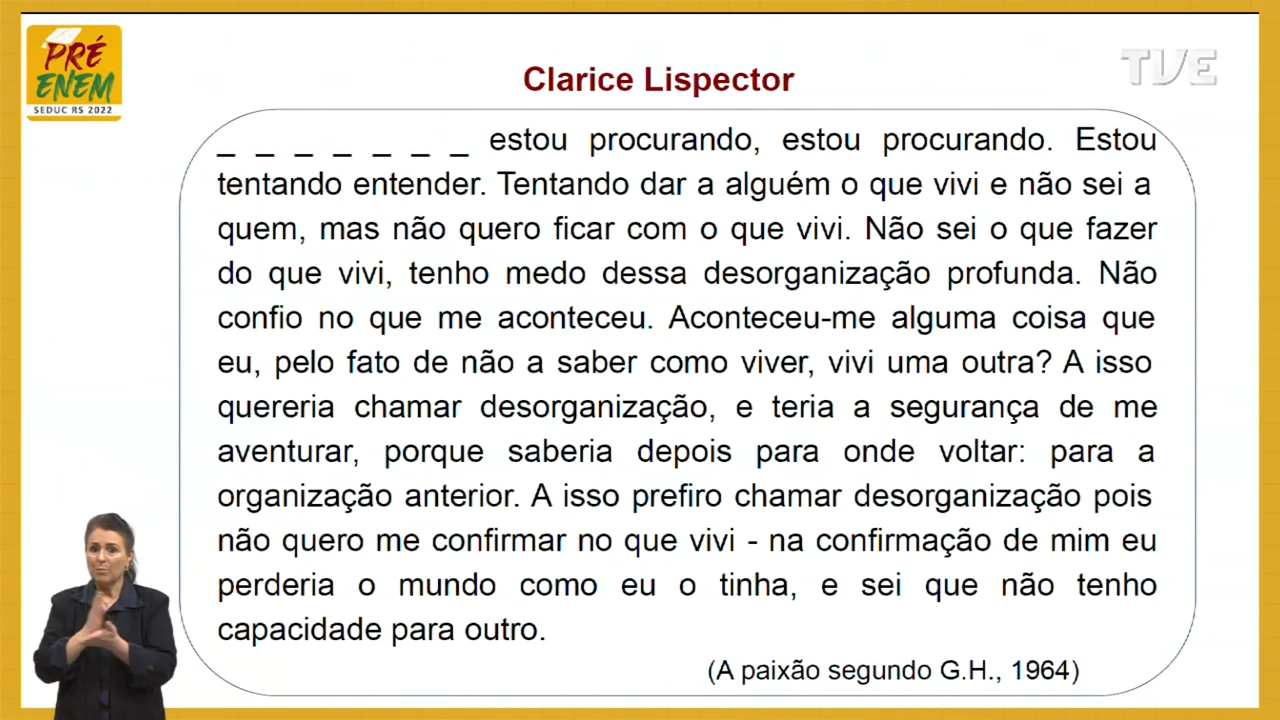 PRÉ
ENEM
SEDUC RS 2022
TVE
Clarice Lispector
_ _ _ _ _ _ _ estou procurando, estou procurando. Estou
tentando entender. Tentando dar a alguém o que vivi e não sei a
quem, mas não quero ficar com o que vivi. Não sei o que fazer
do que vivi, tenho medo dessa desorganização profunda. Não
confio no que me aconteceu. Aconteceu-me alguma coisa que
eu, pelo fato de não a saber como viver, vivi uma outra? A isso
quereria chamar desorganização, e teria a segurança de me
aventurar, porque saberia depois para onde voltar: para a
organização anterior. A isso prefiro chamar desorganização pois
não quero me confirmar no que vivi - na confirmação de mim eu
perderia o mundo como eu o tinha, e sei que não tenho
capacidade para outro.
(A paixão segundo G.H., 1964)